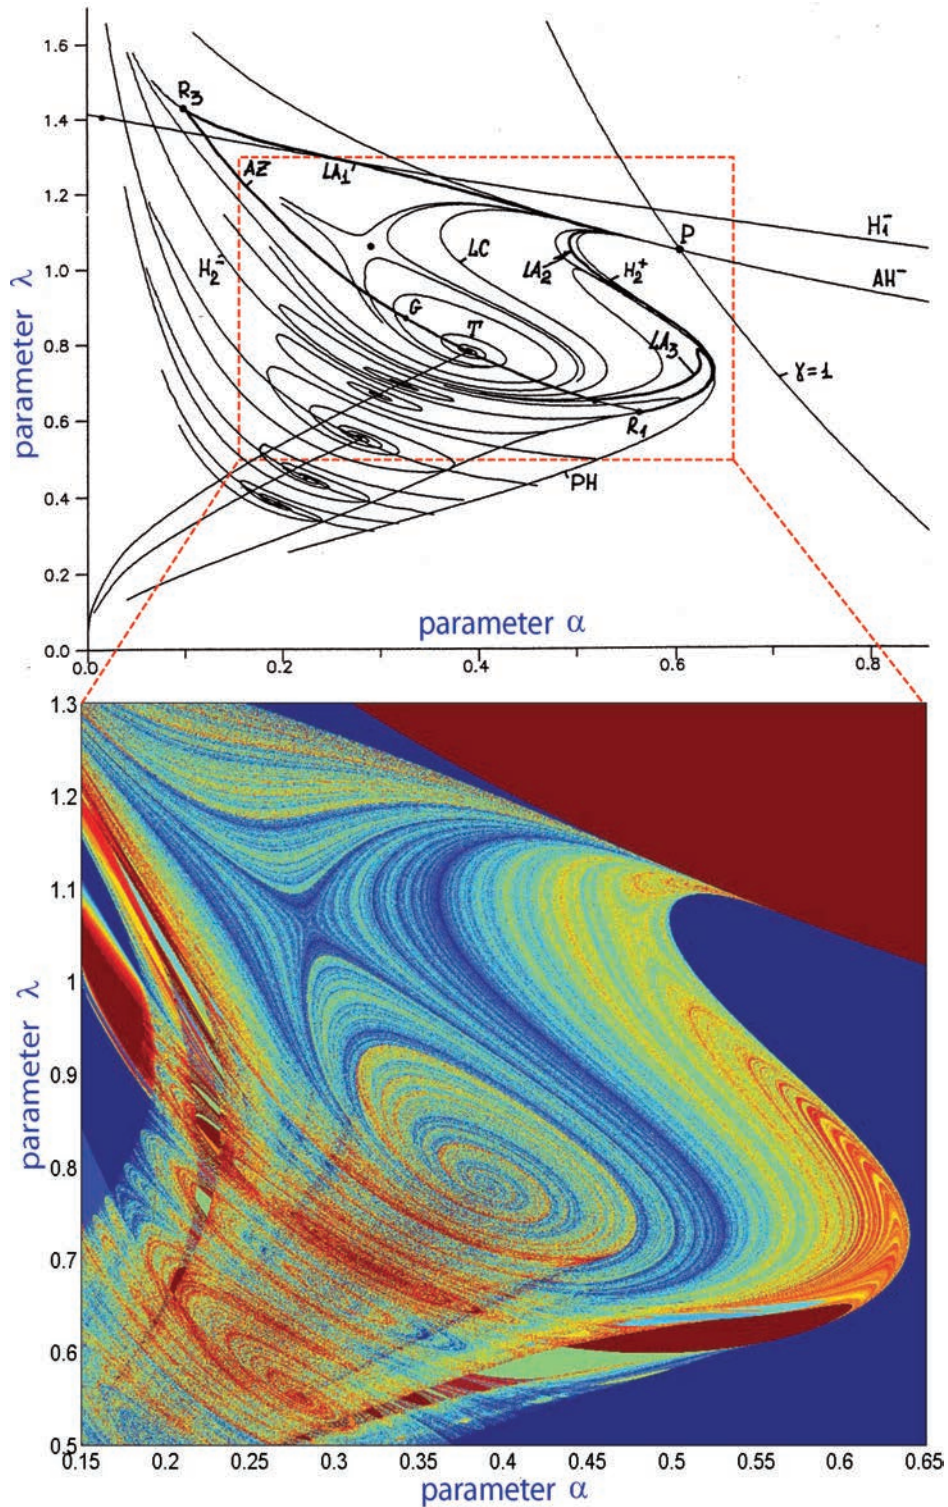 1.6
1.4
1.2
1.0
0.8
0.6
0.4
0.2
0.0
parameter λ
R3
AZ
LA1'
H1-
P
AH-
LC
LA2-
H2+
H2-
G
T
LA3
γ=1
R1
PH
parameter α
0.0 0.2 0.4 0.6 0.8
1.3
1.2
1.1
1
0.9
0.8
0.7
0.6
0.5
parameter λ
0.15 0.2 0.25 0.3 0.35 0.4 0.45 0.5 0.55 0.6 0.65
parameter α